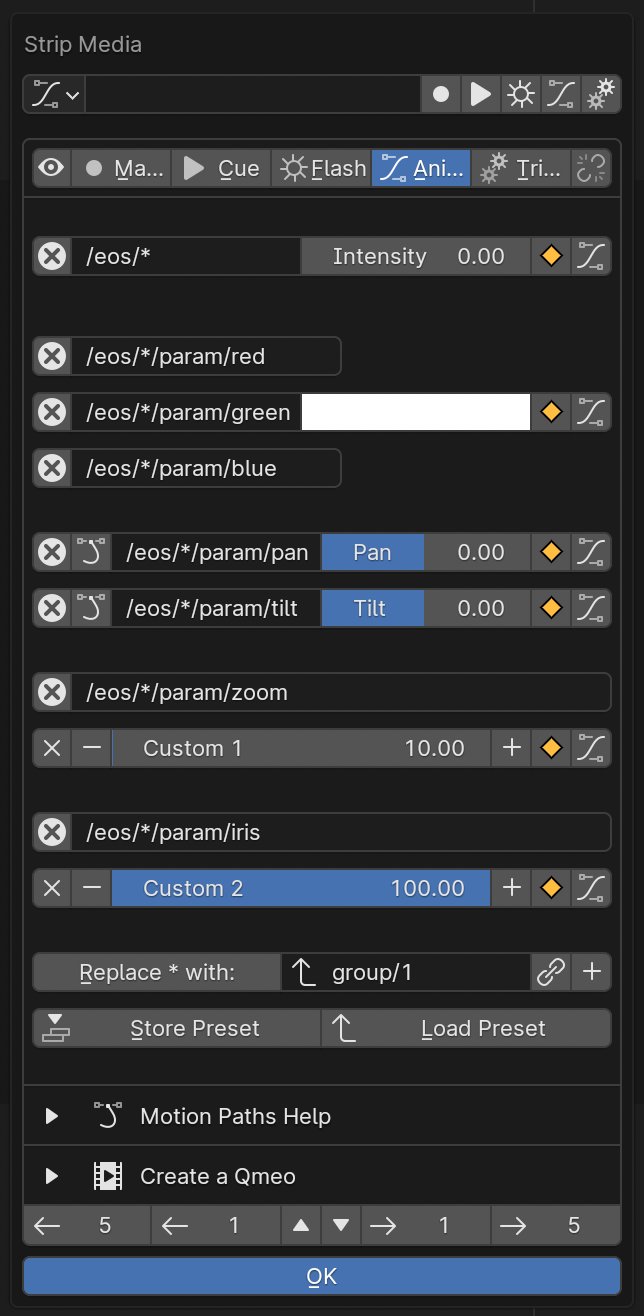 Strip Media
Ma... Cue Flash Ani... Tri...
/eos/* Intensity 0.00
/eos/*/param/red
/eos/*/param/green
/eos/*/param/blue
/eos/*/param/pan Pan 0.00
/eos/*/param/tilt Tilt 0.00
/eos/*/param/zoom
Custom 1 10.00
/eos/*/param/iris
Custom 2 100.00
Replace * with: group/1
Store Preset Load Preset
Motion Paths Help
Create a Qmeo
5 1 1 5
OK